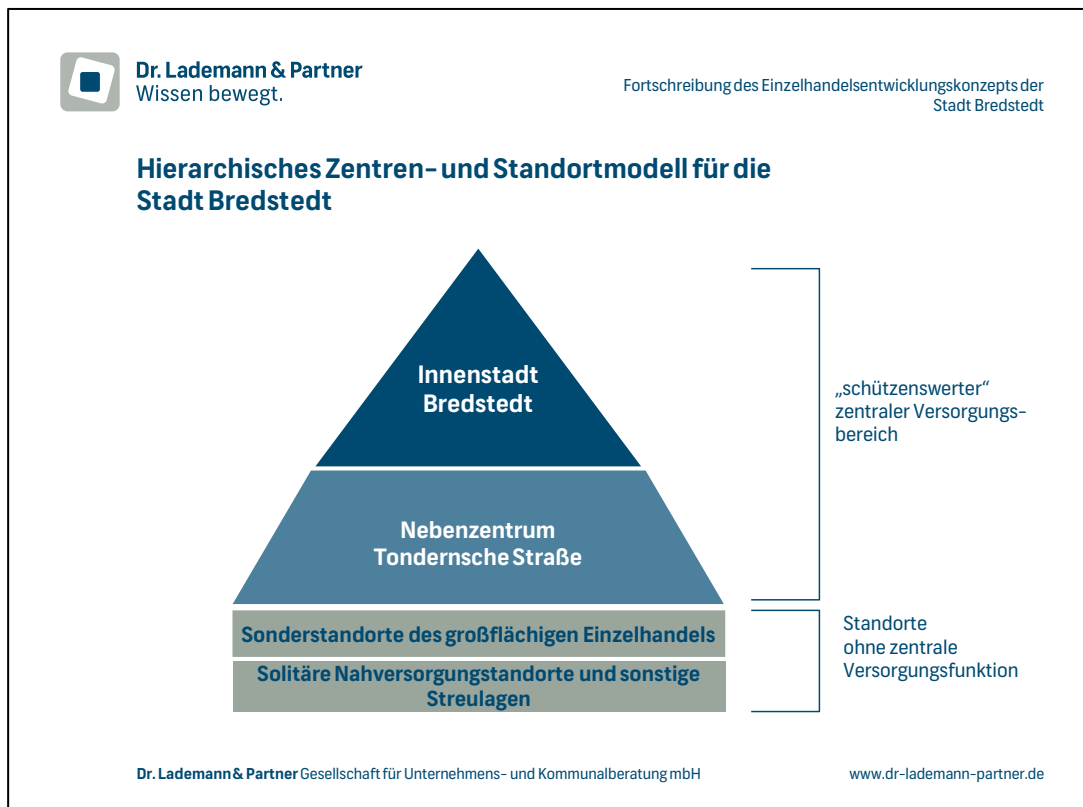 Dr. Lademann & Partner
Wissen bewegt.
Fortschreibung des Einzelhandelsentwicklungskonzepts der
Stadt Bredstedt
Hierarchisches Zentren- und Standortmodell für die
Stadt Bredstedt
Innenstadt
Bredstedt
„schützenswerter“
zentraler Versorgungs-
bereich
Nebenzentrum
Tondernsche Straße
Sonderstandorte des großflächigen Einzelhandels
Solitäre Nahversorgungstandorte und sonstige
Streulagen
Standorte
ohne zentrale
Versorgungsfunktion
Dr. Lademann & Partner Gesellschaft für Unternehmens- und Kommunalberatung mbH
www.dr-lademann-partner.de